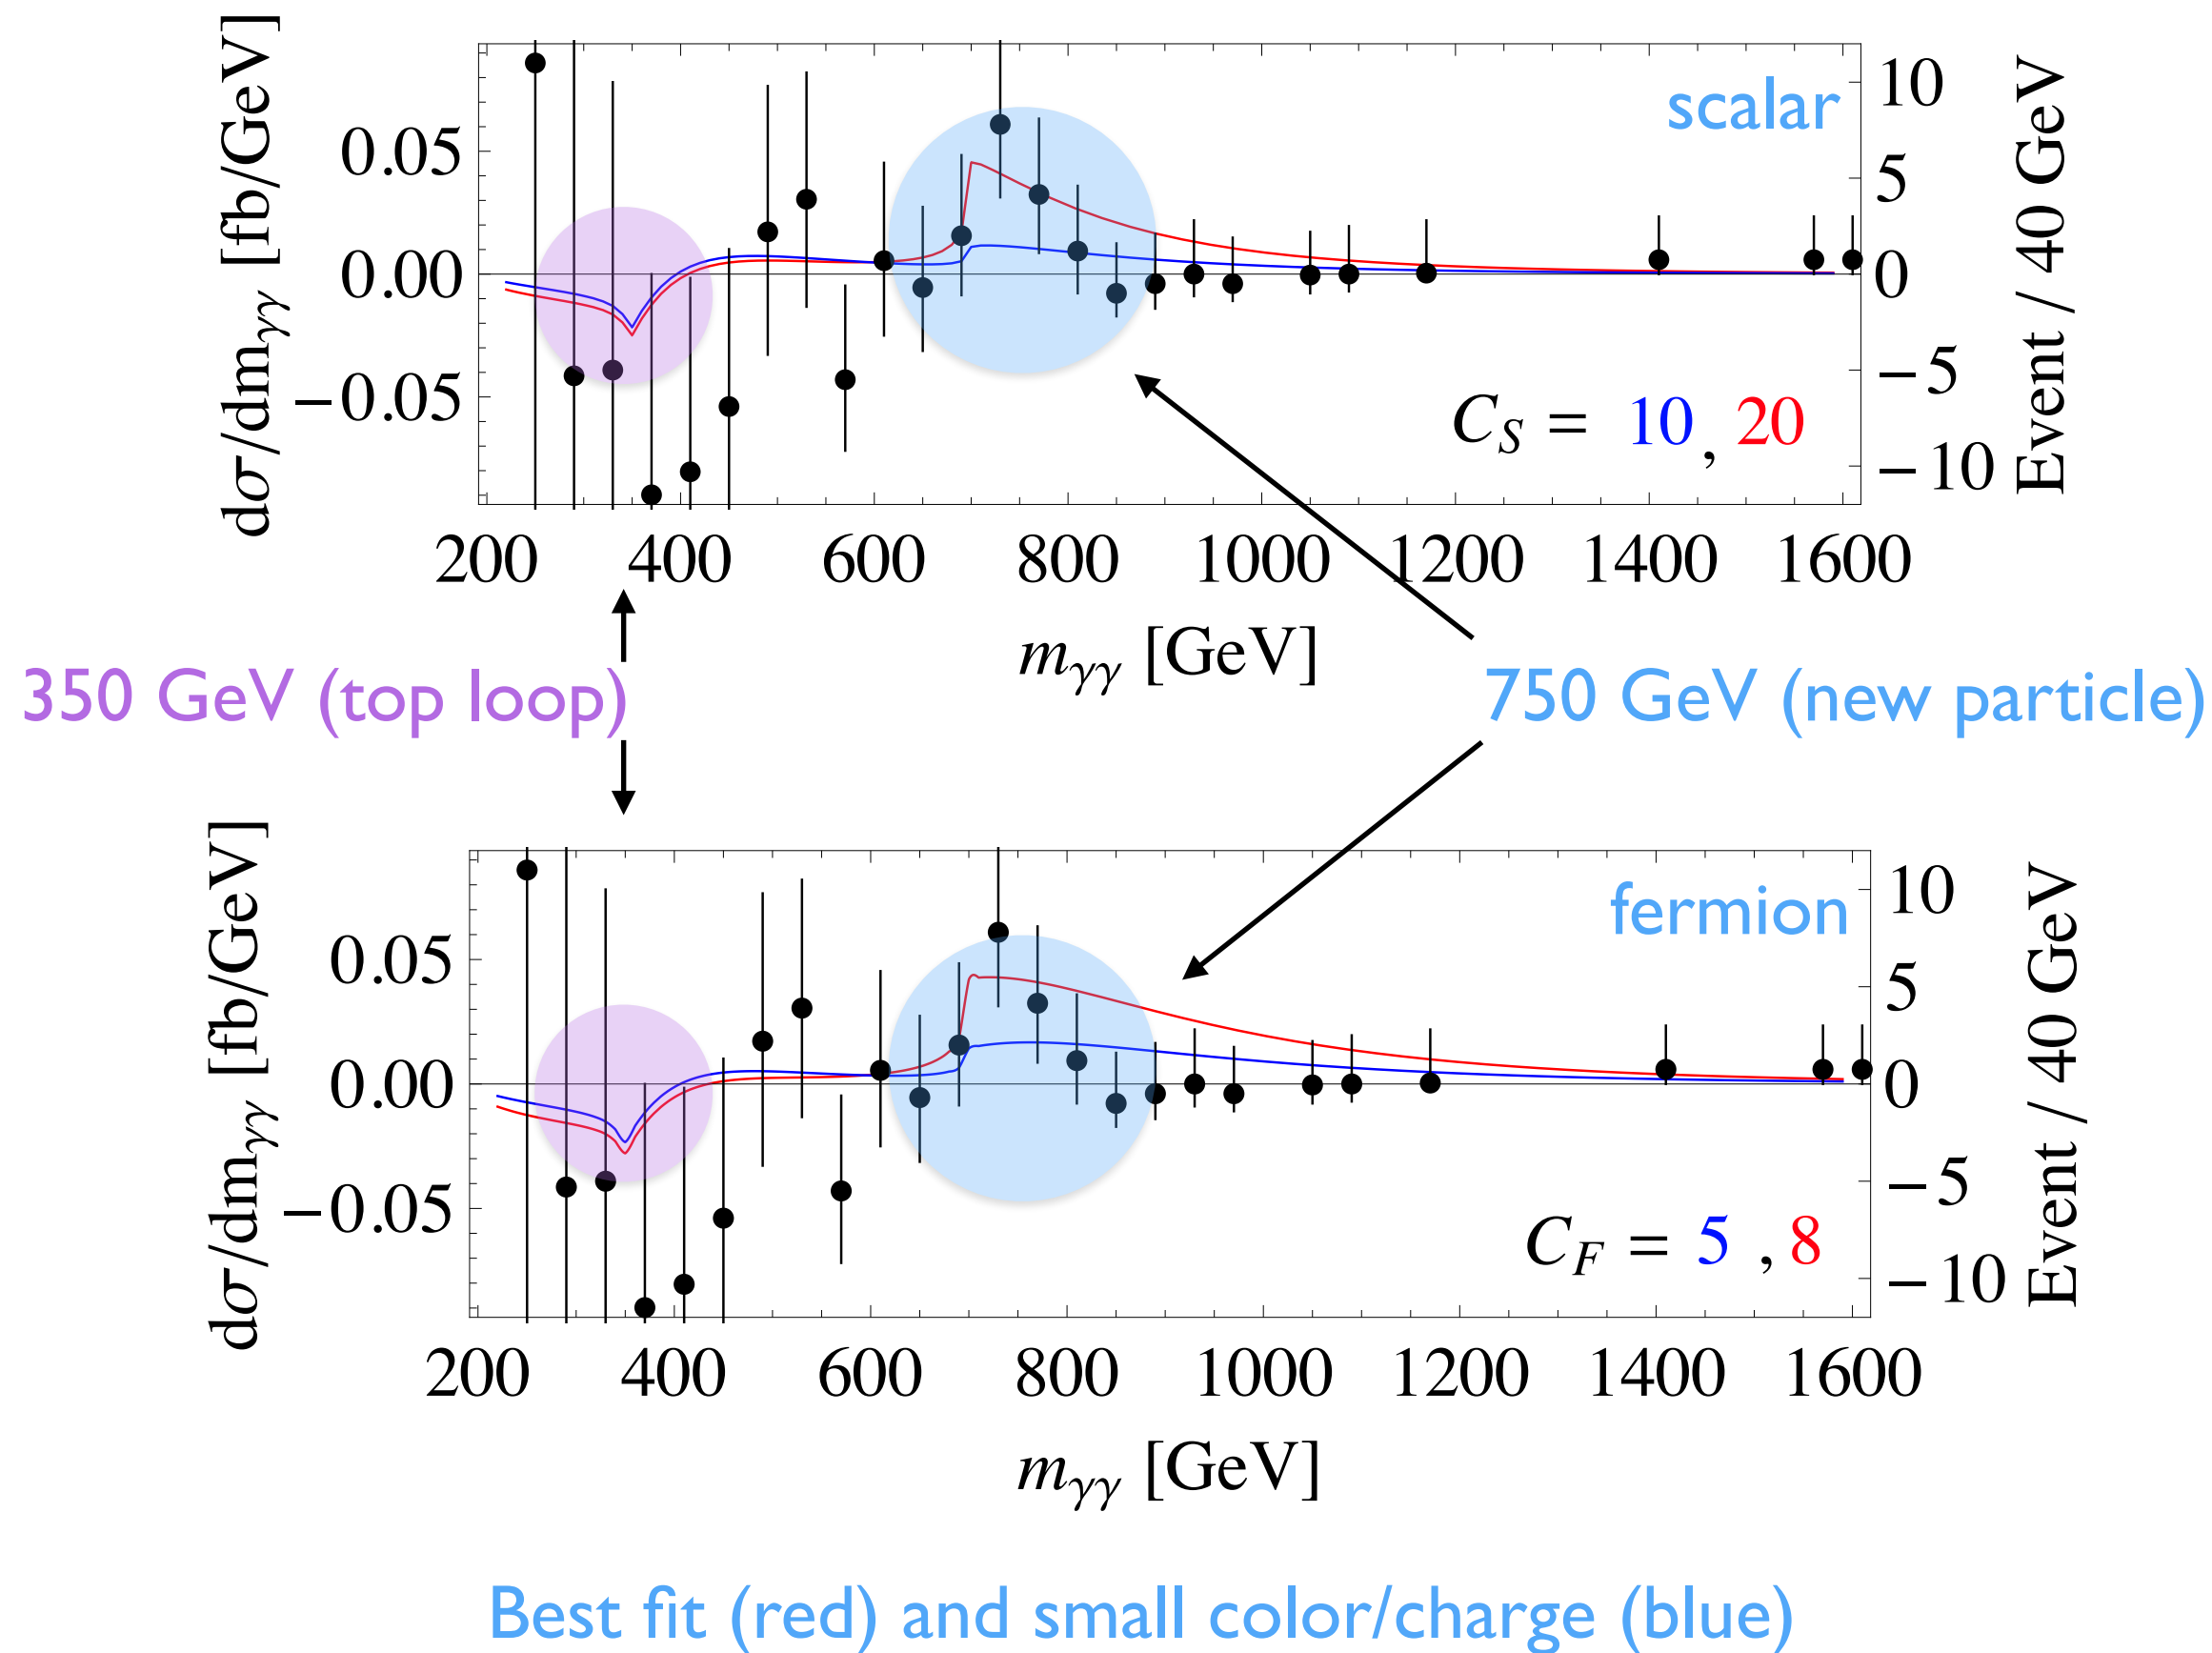 dσ/dmγγ [fb/GeV]
0.05
0.00
−0.05
scalar
C_S = 10, 20
10
5
0
−5
−10
Event / 40 GeV
200 400 600 800 1000 1200 1400 1600
mγγ [GeV]
350 GeV (top loop)
750 GeV (new particle)
dσ/dmγγ [fb/GeV]
0.05
0.00
−0.05
fermion
C_F = 5 , 8
10
5
0
−5
−10
Event / 40 GeV
200 400 600 800 1000 1200 1400 1600
mγγ [GeV]
Best fit (red) and small color/charge (blue)